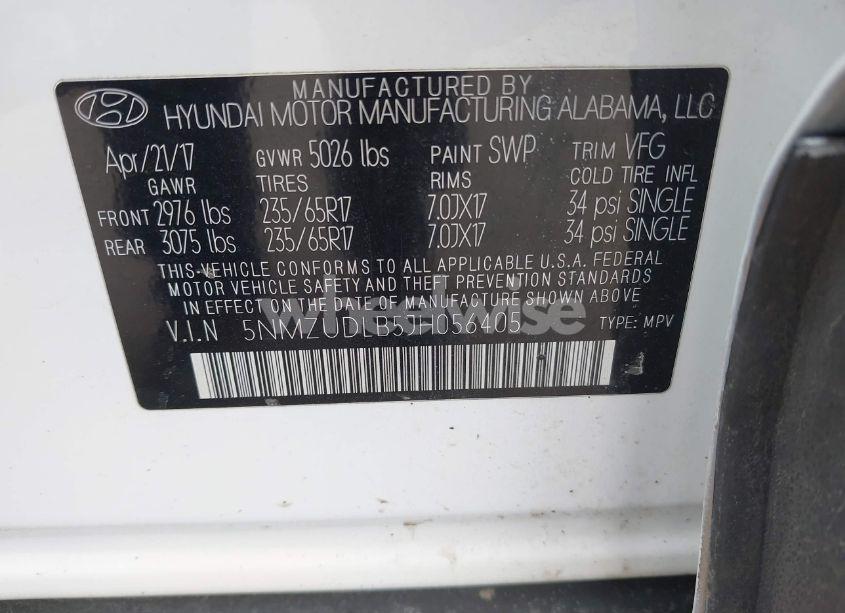 MANUFACTURED BY
HYUNDAI MOTOR MANUFACTURING ALABAMA, LLC
Apr/21/17 GVWR 5026 lbs PAINT SWP TRIM VFG
GAWR TIRES RIMS COLD TIRE INFL
FRONT 2976 lbs 235/65R17 7.0JX17 34 psi SINGLE
REAR 3075 lbs 235/65R17 7.0JX17 34 psi SINGLE
THIS VEHICLE CONFORMS TO ALL APPLICABLE U.S.A. FEDERAL
MOTOR VEHICLE SAFETY AND THEFT PREVENTION STANDARDS
IN EFFECT ON THE DATE OF MANUFACTURE SHOWN ABOVE.
wheelwise
V.I.N 5NMZUDLB5JH056405 TYPE: MPV